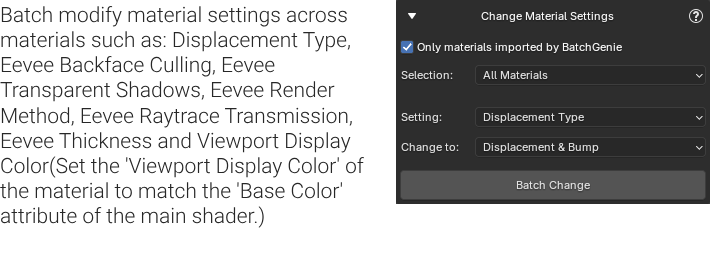 Batch modify material settings across
materials such as: Displacement Type,
Eevee Backface Culling, Eevee
Transparent Shadows, Eevee Render
Method, Eevee Raytrace Transmission,
Eevee Thickness and Viewport Display
Color(Set the 'Viewport Display Color' of
the material to match the 'Base Color'
attribute of the main shader.)
Change Material Settings ?
Only materials imported by BatchGenie
Selection: All Materials
Setting: Displacement Type
Change to: Displacement & Bump
Batch Change